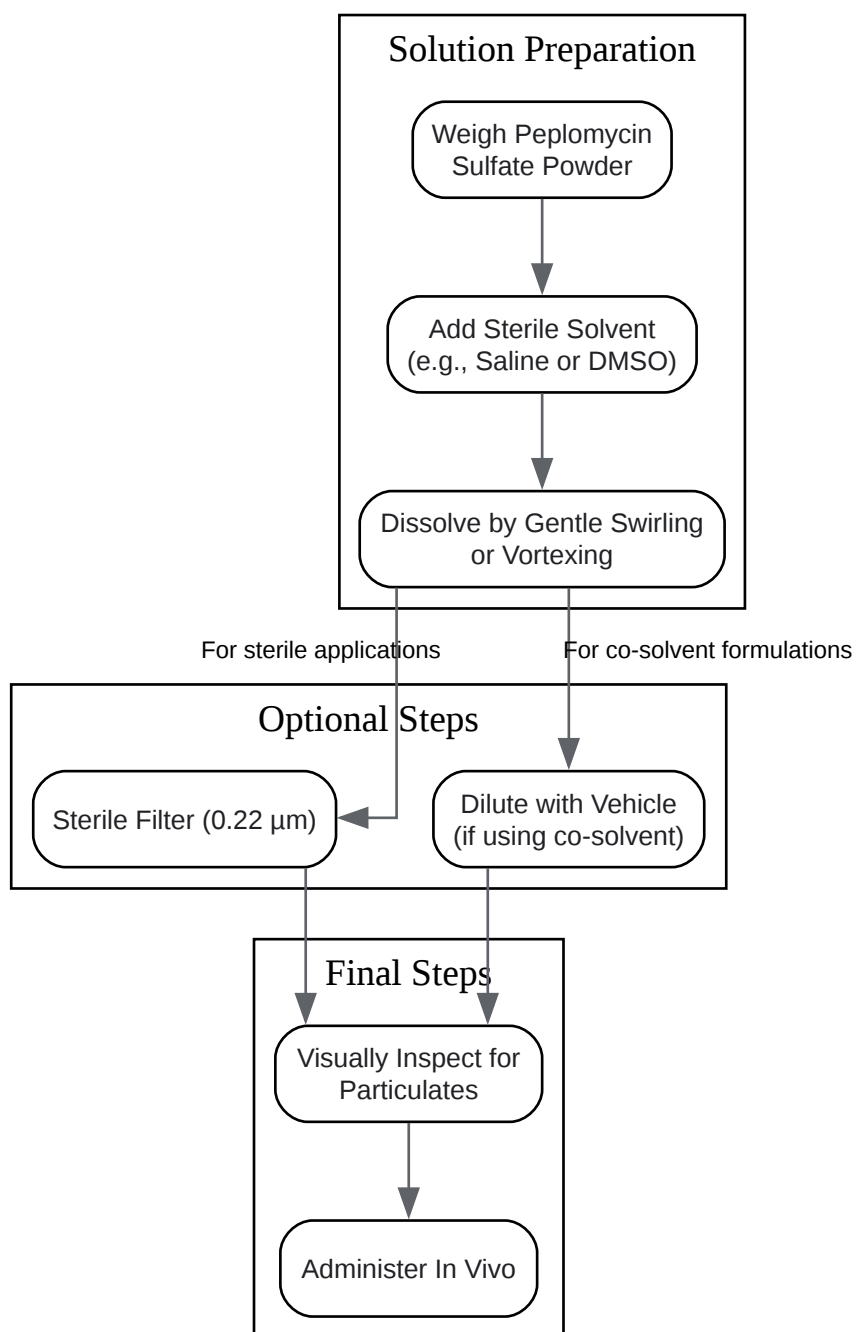 Solution Preparation
Weigh Peplomycin
Sulfate Powder
Add Sterile Solvent
(e.g., Saline or DMSO)
Dissolve by Gentle Swirling
or Vortexing
For sterile applications
For co-solvent formulations
Optional Steps
Sterile Filter (0.22 µm)
Dilute with Vehicle
(if using co-solvent)
Final Steps
Visually Inspect for
Particulates
Administer In Vivo